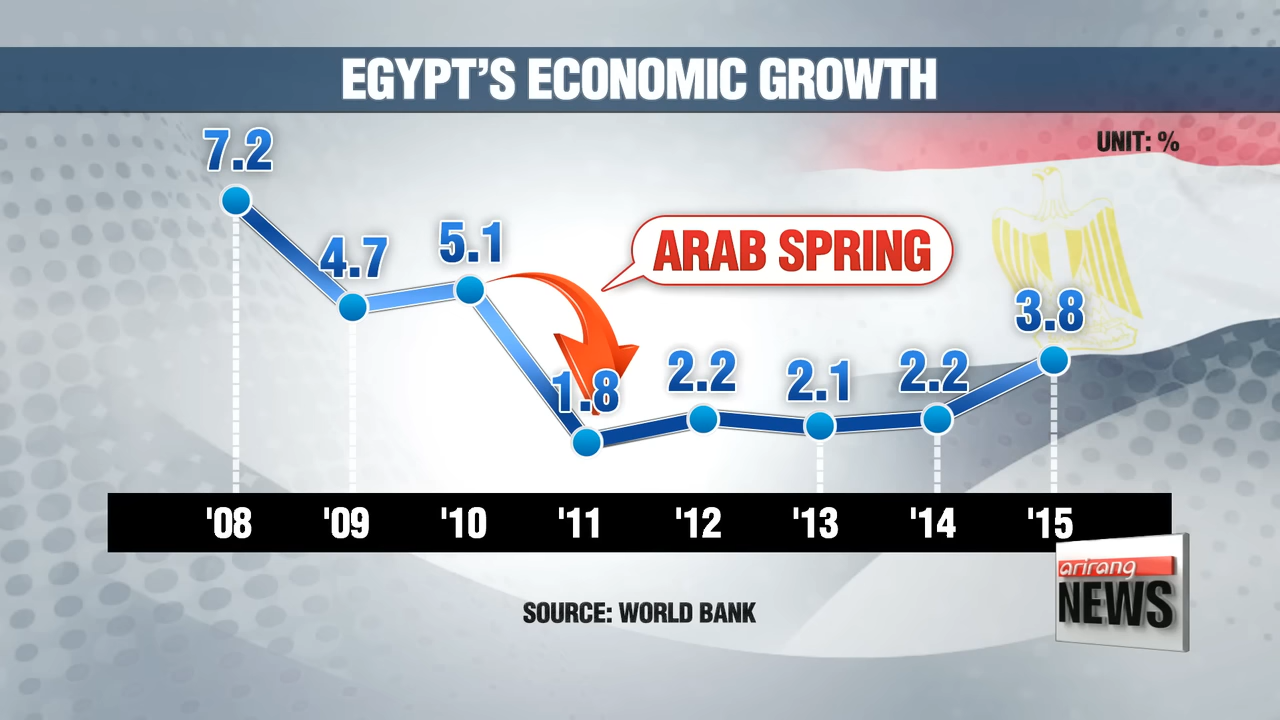 EGYPT'S ECONOMIC GROWTH
UNIT: %
7.2
4.7
5.1
ARAB SPRING
1.8
2.2
2.1
2.2
3.8
'08 '09 '10 '11 '12 '13 '14 '15
SOURCE: WORLD BANK
arirang
NEWS